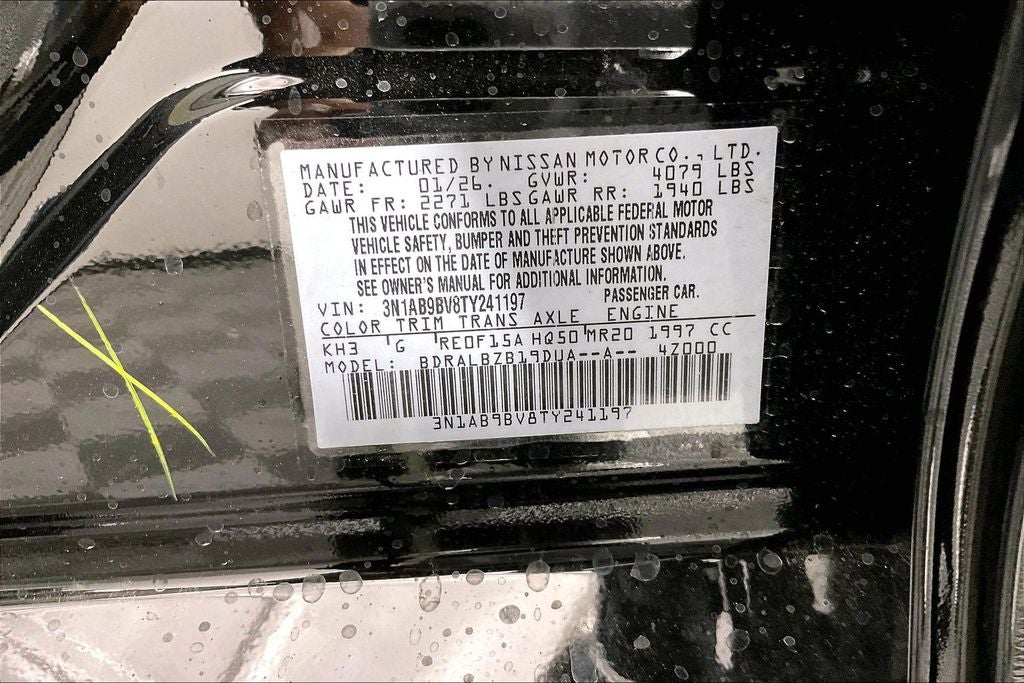 MANUFACTURED BY NISSAN MOTOR CO., LTD.
DATE: 01/26. GVWR: 4079 LBS
GAWR FR: 2271 LBS GAWR RR: 1940 LBS
THIS VEHICLE CONFORMS TO ALL APPLICABLE FEDERAL MOTOR
VEHICLE SAFETY, BUMPER AND THEFT PREVENTION STANDARDS
IN EFFECT ON THE DATE OF MANUFACTURE SHOWN ABOVE.
SEE OWNER'S MANUAL FOR ADDITIONAL INFORMATION.
VIN: 3N1AB9BV8TY241197 PASSENGER CAR.
COLOR TRIM TRANS AXLE ENGINE
KH3 G RE0F15A HQ50 MR20 1997 CC
MODEL: BDRALBZB19DUA--A-- 4Z000
3N1AB9BV8TY241197